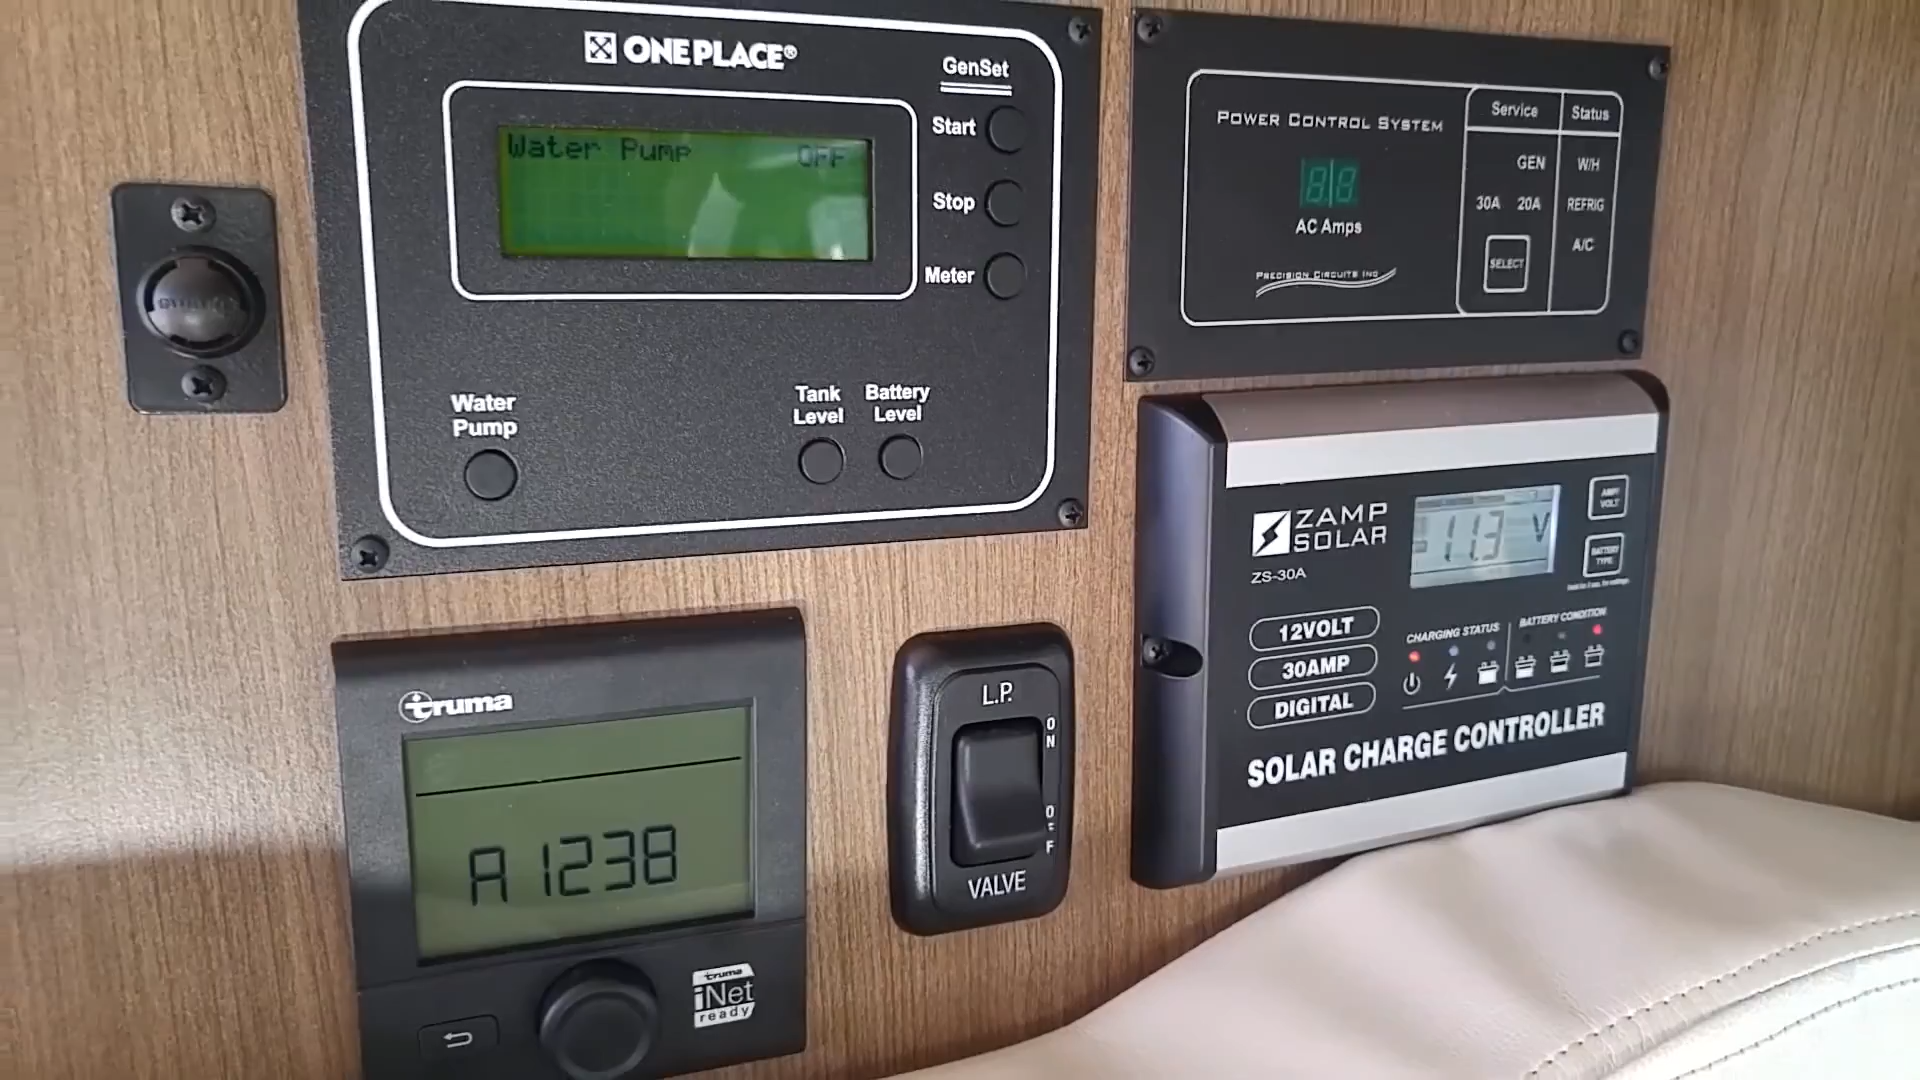 ONEPLACE®
GenSet
Start
Stop
Meter
Water Pump OFF
Water
Pump
Tank
Level
Battery
Level
POWER CONTROL SYSTEM
AC Amps
PRECISION CIRCUITS INC
Service
Status
GEN
W/H
30A 20A
REFRIG
A/C
SELECT
truma
A 1238
truma
iNet
ready
L.P.
ON
OFF
VALVE
ZAMP
SOLAR
ZS-30A
113 V
AMP/
VOLT
BATTERY
TYPE
12VOLT
30AMP
DIGITAL
CHARGING STATUS
BATTERY CONDITION
SOLAR CHARGE CONTROLLER